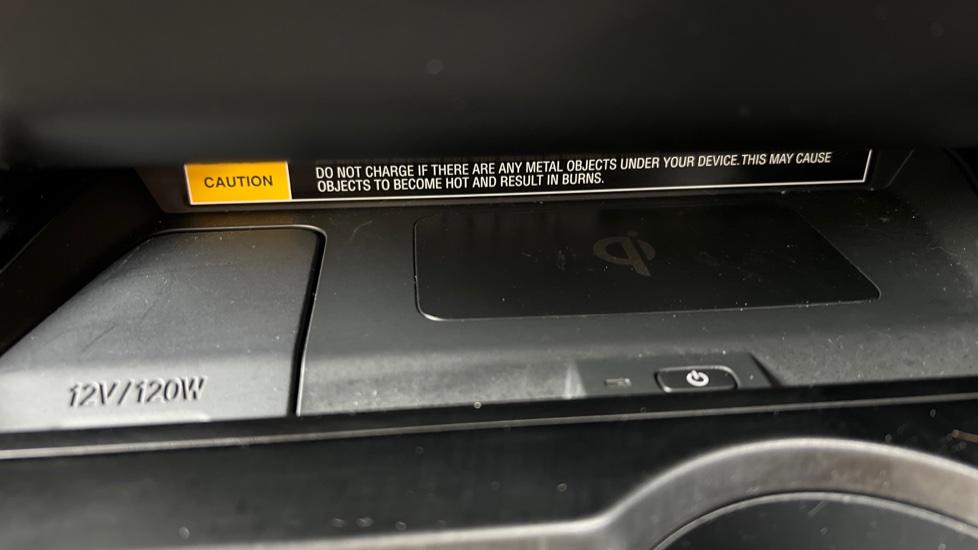 CAUTION
DO NOT CHARGE IF THERE ARE ANY METAL OBJECTS UNDER YOUR DEVICE. THIS MAY CAUSE
OBJECTS TO BECOME HOT AND RESULT IN BURNS.
12V/120W